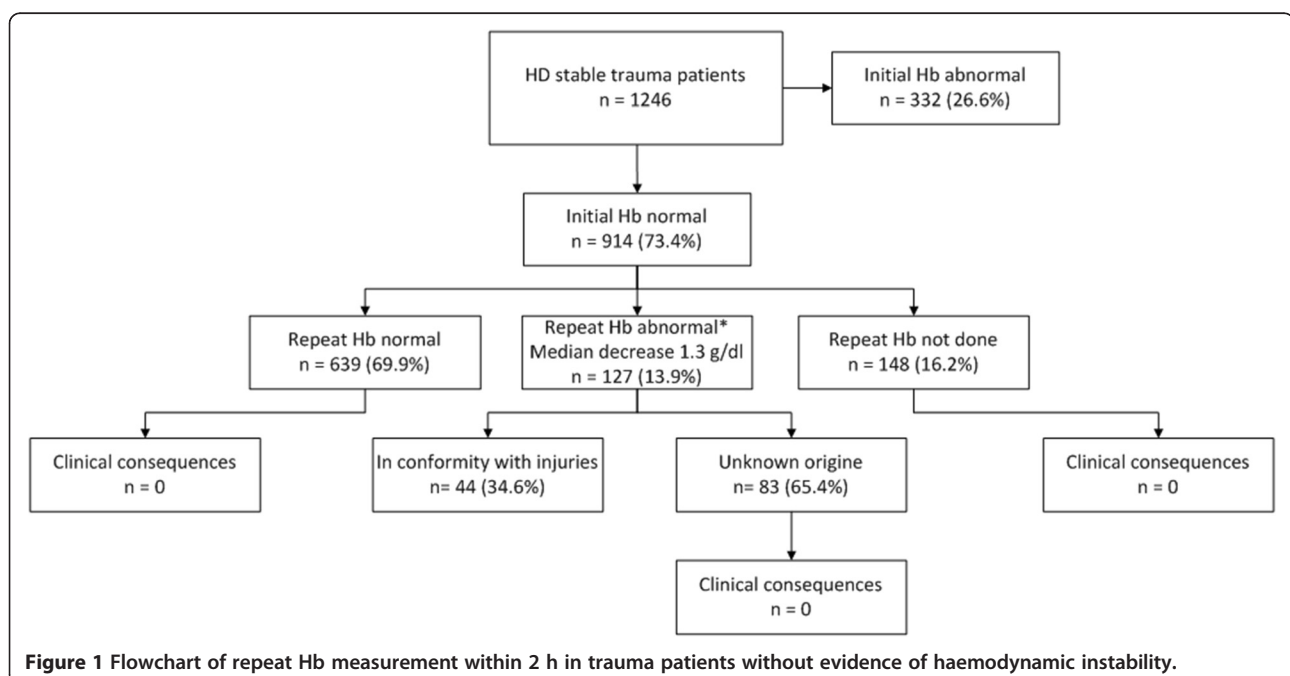 HD stable trauma patients
n = 1246
Initial Hb abnormal
n = 332 (26.6%)
Initial Hb normal
n = 914 (73.4%)
Repeat Hb normal
n = 639 (69.9%)
Repeat Hb abnormal*
Median decrease 1.3 g/dl
n = 127 (13.9%)
Repeat Hb not done
n = 148 (16.2%)
Clinical consequences
n = 0
In conformity with injuries
n= 44 (34.6%)
Unknown origine
n= 83 (65.4%)
Clinical consequences
n = 0
Clinical consequences
n = 0
Figure 1 Flowchart of repeat Hb measurement within 2 h in trauma patients without evidence of haemodynamic instability.